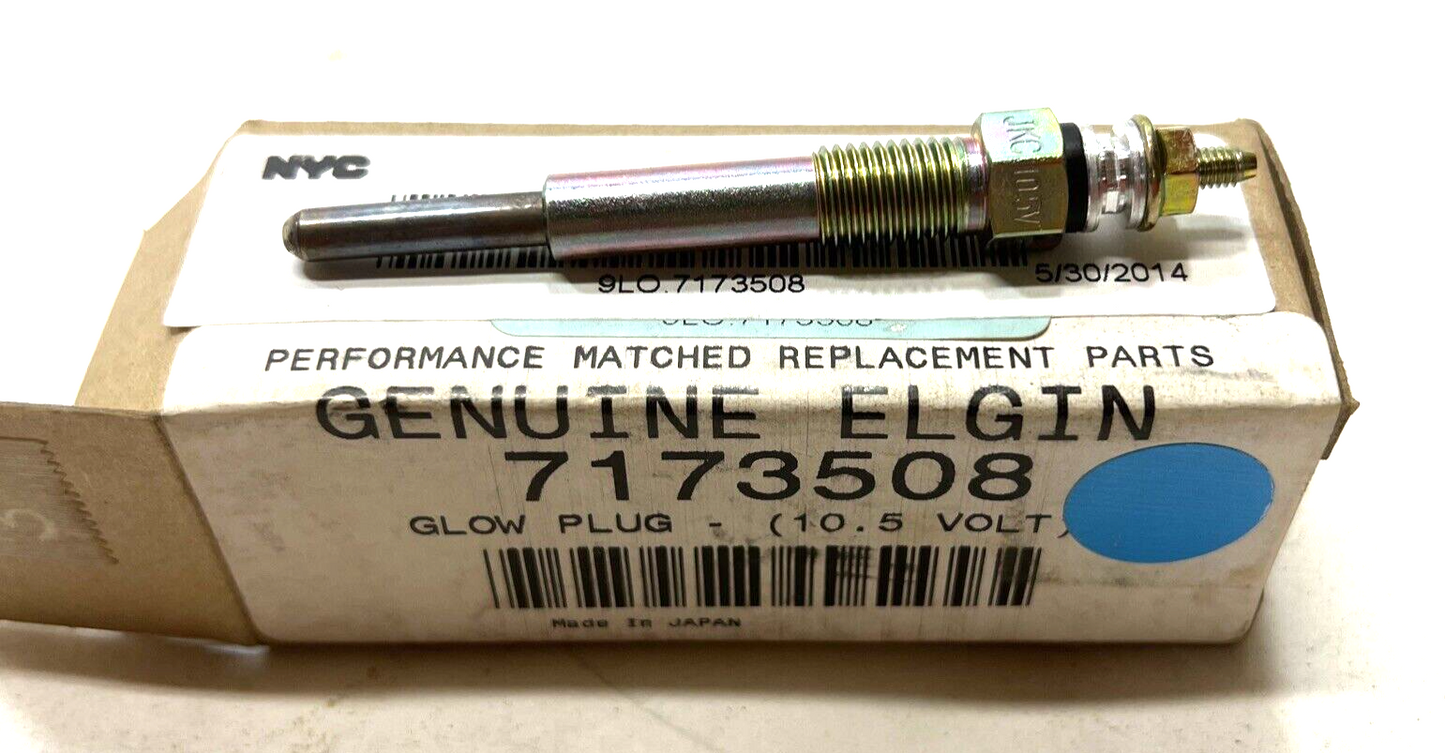 NYC
JKC 10.5V
9LO.7173508 5/30/2014
PERFORMANCE MATCHED REPLACEMENT PARTS
GENUINE ELGIN
7173508
GLOW PLUG - (10.5 VOLT)
Made In JAPAN